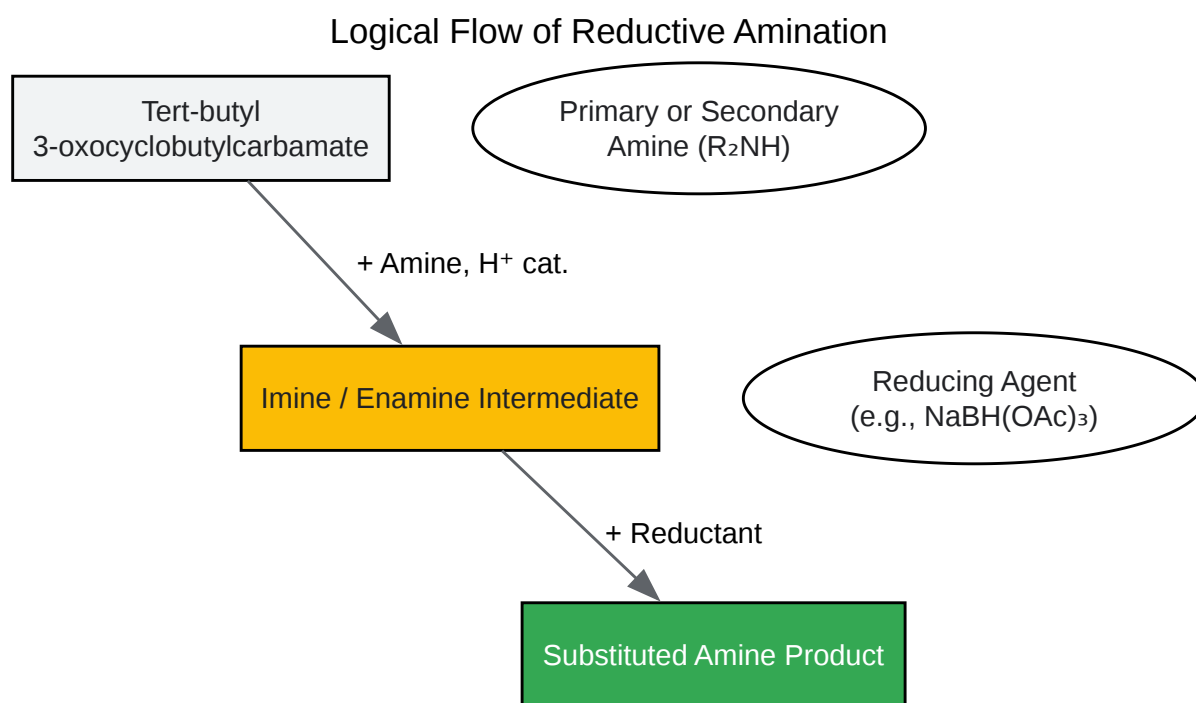 Logical Flow of Reductive Amination
Tert-butyl
3-oxocyclobutylcarbamate
Primary or Secondary
Amine (R₂NH)
+ Amine, H⁺ cat.
Imine / Enamine Intermediate
Reducing Agent
(e.g., NaBH(OAc)₃)
+ Reductant
Substituted Amine Product